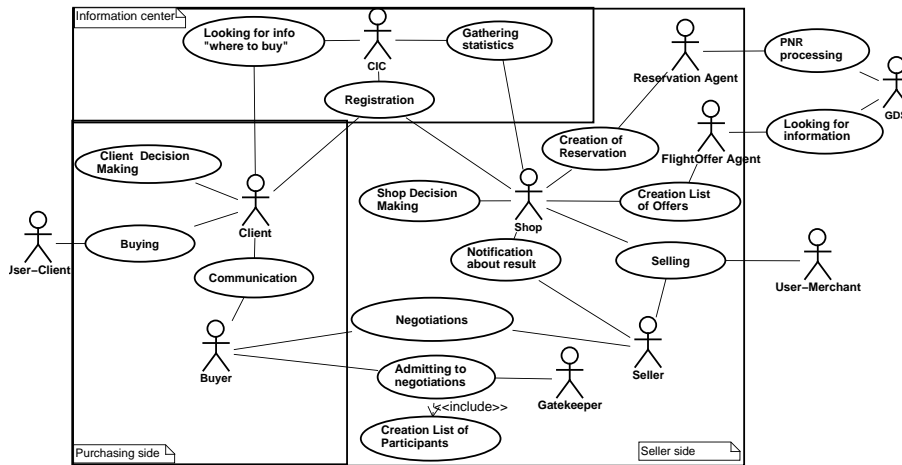 Information center
Looking for info
"where to buy"
CIC
Gathering
statistics
Registration
Reservation Agent
PNR
processing
GDS
Looking for
information
FlightOffer Agent
Creation of
Reservation
Creation List
of Offers
Client Decision
Making
Client
Shop Decision
Making
Shop
Buying
User-Client
Communication
Notification
about result
Selling
User-Merchant
Negotiations
Buyer
Seller
Admitting to
negotiations
Gatekeeper
<<include>>
Creation List of
Participants
Purchasing side
Seller side